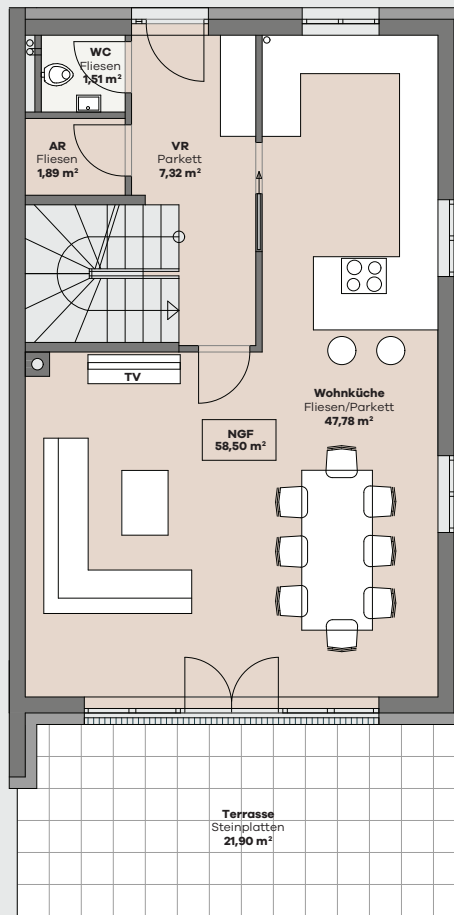 WC
Fliesen
1,51 m²
AR
Fliesen
1,89 m²
VR
Parkett
7,32 m²
TV
Wohnküche
Fliesen/Parkett
47,78 m²
NGF
58,50 m²
Terrasse
Steinplatten
21,90 m²